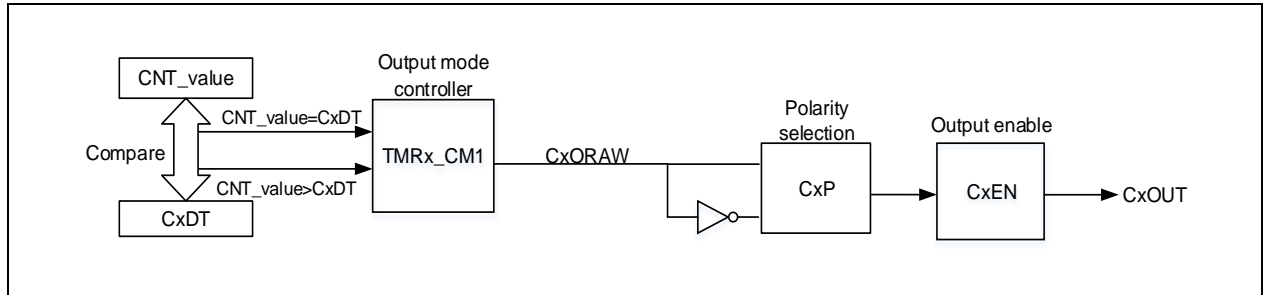 CNT_value
Compare
CxDT
CNT_value=CxDT
CNT_value>CxDT
Output mode
controller
TMRx_CM1
CxORAW
Polarity
selection
CxP
Output enable
CxEN
CxOUT